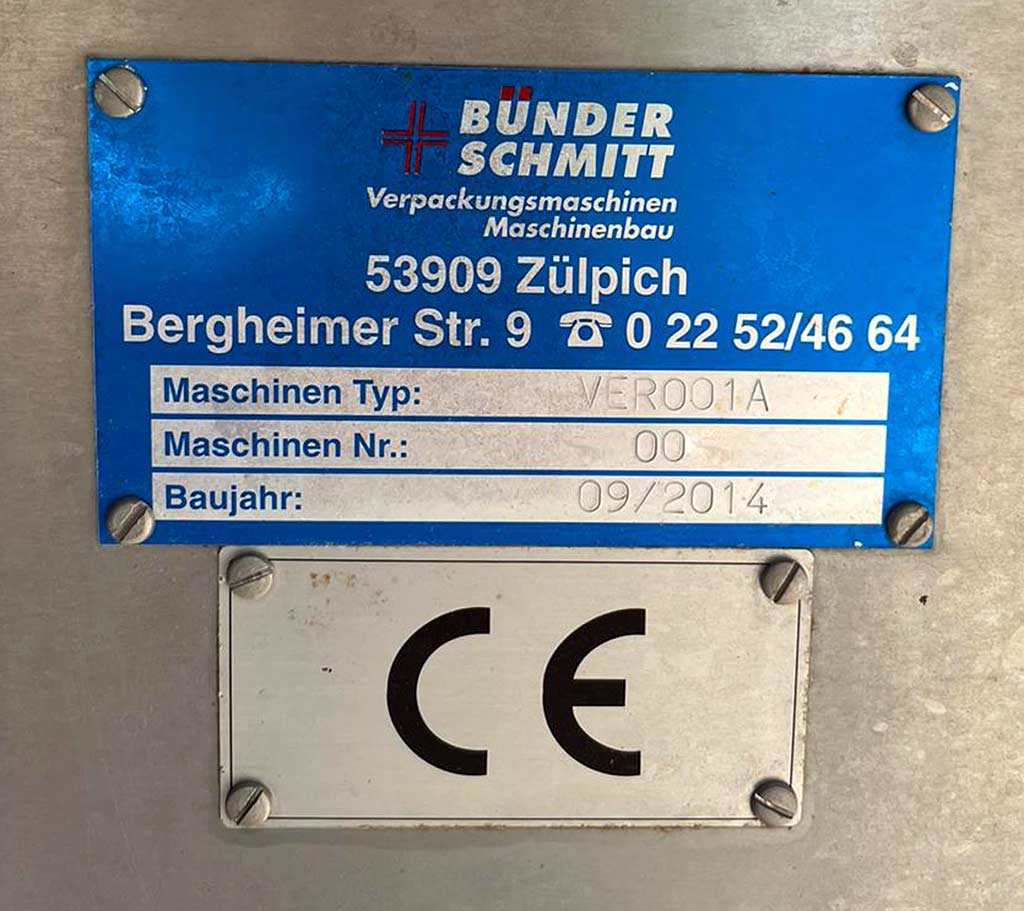 BÜNDER
SCHMITT
Verpackungsmaschinen
Maschinenbau
53909 Zülpich
Bergheimer Str. 9 ☎ 0 22 52/46 64
Maschinen Typ: VER001A
Maschinen Nr.: 00
Baujahr: 09/2014
CE